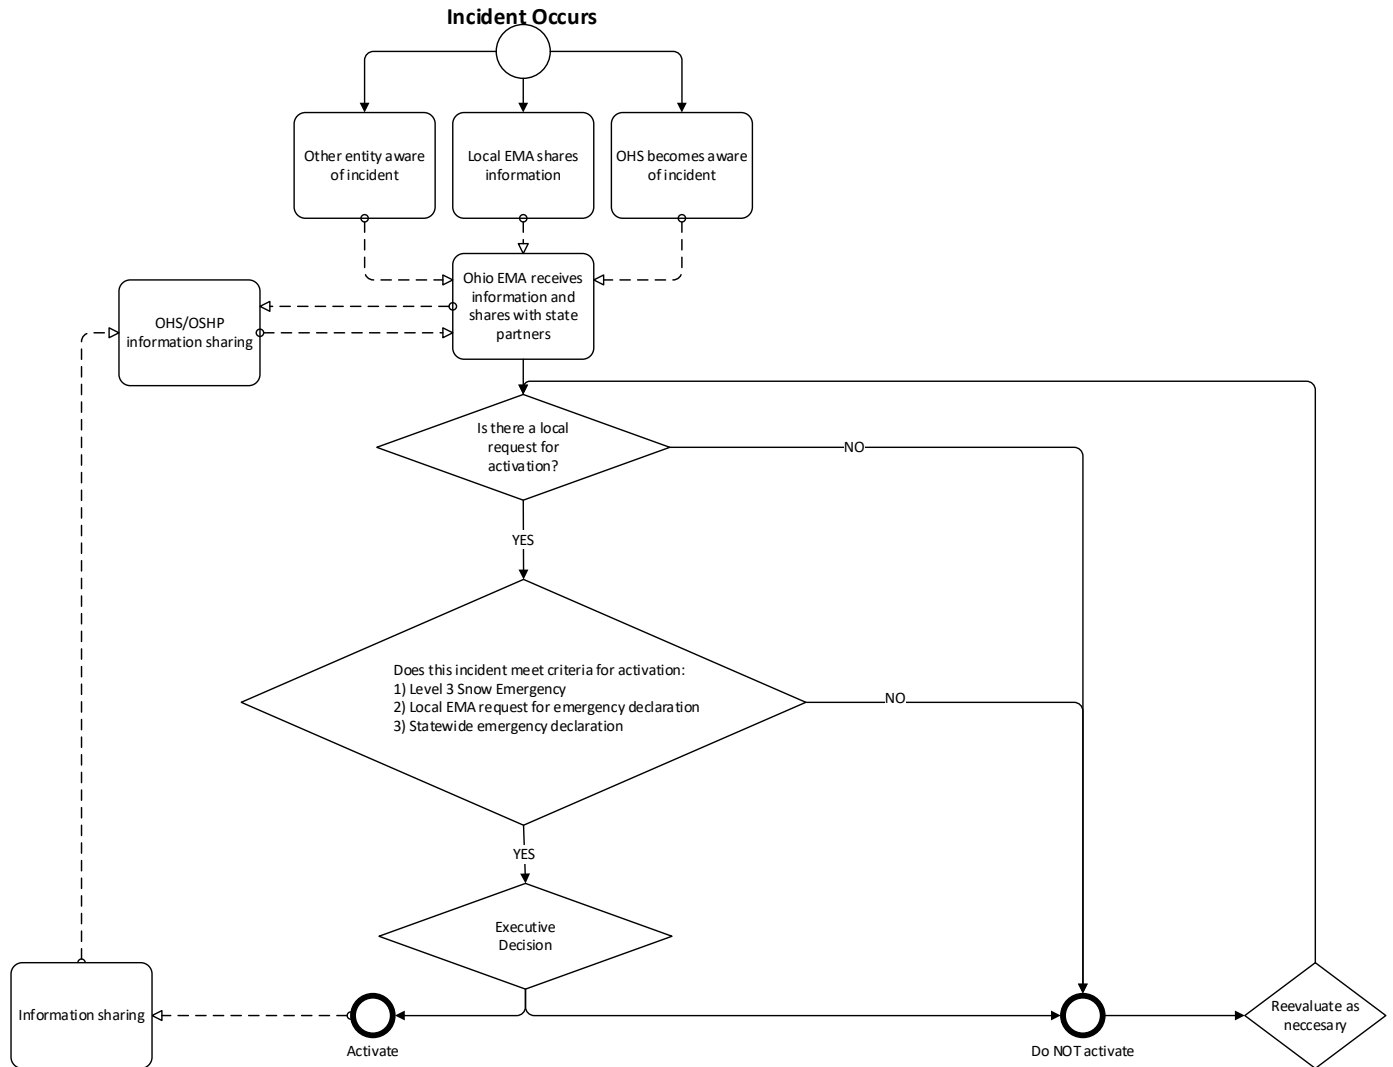 Incident Occurs
Other entity aware
of incident
Local EMA shares
information
OHS becomes aware
of incident
Ohio EMA receives
information and
shares with state
partners
OHS/OSHP
information sharing
Is there a local
request for
activation?
NO
YES
Does this incident meet criteria for activation:
1) Level 3 Snow Emergency
2) Local EMA request for emergency declaration
3) Statewide emergency declaration
NO
YES
Executive
Decision
Information sharing
Activate
Do NOT activate
Reevaluate as
neccesary